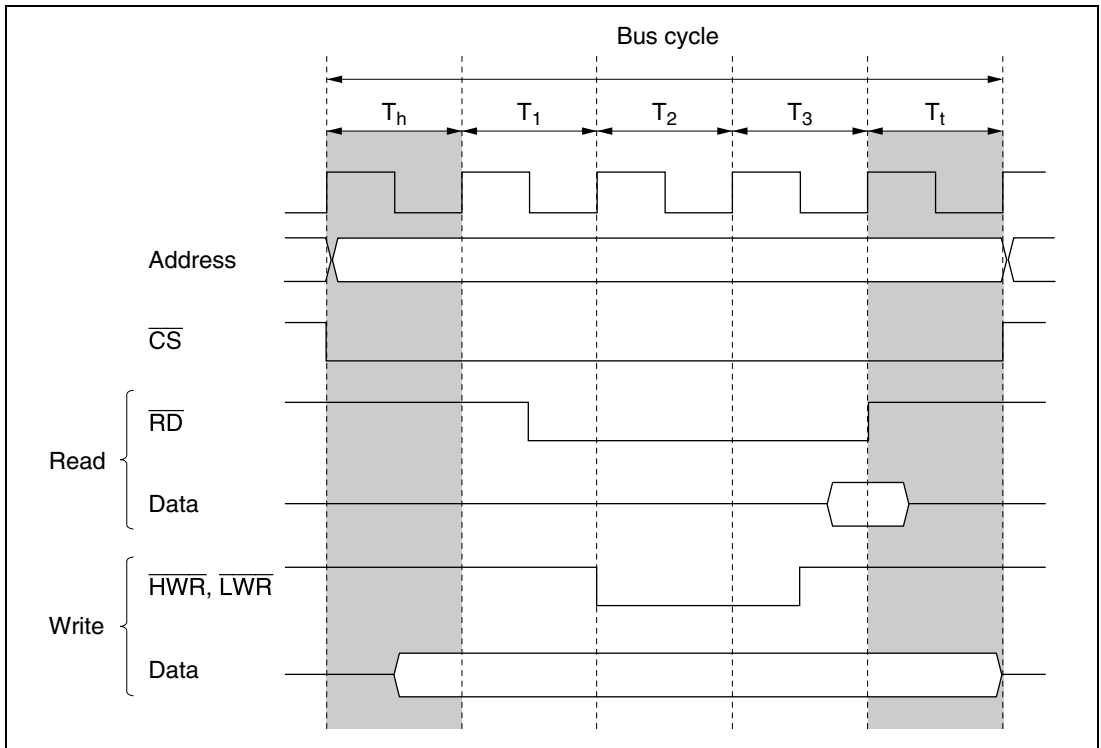 Bus cycle
Th T1 T2 T3 Tt
Address
CS
RD
Read
Data
HWR, LWR
Write
Data